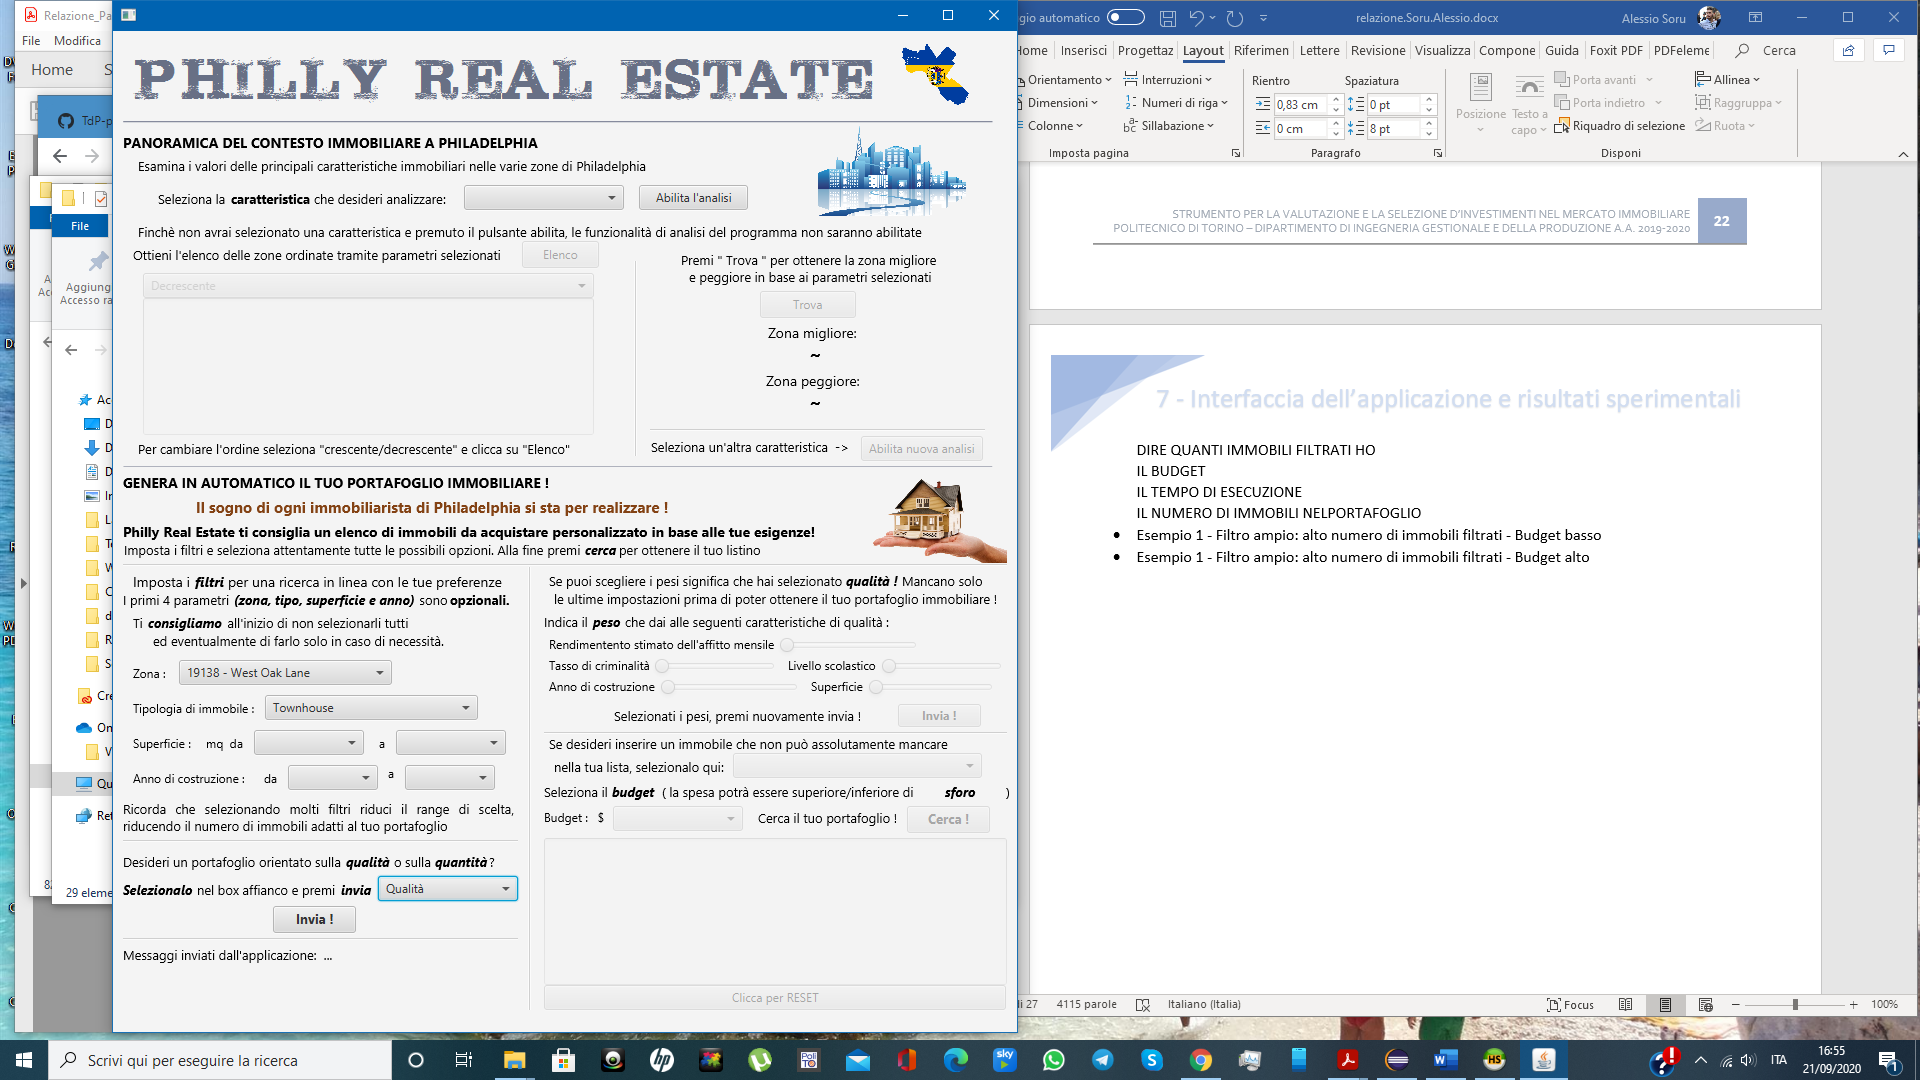 Relazione_Pa
File Modifica
Home S
TdP-p
File
Aggiung
Accesso ra
29 eleme
PHILLY REAL ESTATE
PANORAMICA DEL CONTESTO IMMOBILIARE A PHILADELPHIA
Esamina i valori delle principali caratteristiche immobiliari nelle varie zone di Philadelphia
Seleziona la caratteristica che desideri analizzare: Abilita l'analisi
Finchè non avrai selezionato una caratteristica e premuto il pulsante abilita, le funzionalità di analisi del programma non saranno abilitate
Ottieni l'elenco delle zone ordinate tramite parametri selezionati Elenco
Decrescente
Per cambiare l'ordine seleziona "crescente/decrescente" e clicca su "Elenco"
Premi " Trova " per ottenere la zona migliore
e peggiore in base ai parametri selezionati
Trova
Zona migliore:
~
Zona peggiore:
~
Seleziona un'altra caratteristica -> Abilita nuova analisi
GENERA IN AUTOMATICO IL TUO PORTAFOGLIO IMMOBILIARE !
Il sogno di ogni immobiliarista di Philadelphia si sta per realizzare !
Philly Real Estate ti consiglia un elenco di immobili da acquistare personalizzato in base alle tue esigenze!
Imposta i filtri e seleziona attentamente tutte le possibili opzioni. Alla fine premi cerca per ottenere il tuo listino
Imposta i filtri per una ricerca in linea con le tue preferenze
I primi 4 parametri (zona, tipo, superficie e anno) sono opzionali.
Ti consigliamo all'inizio di non selezionarli tutti
ed eventualmente di farlo solo in caso di necessità.
Zona : 19138 - West Oak Lane
Tipologia di immobile : Townhouse
Superficie : mq da a
Anno di costruzione : da a
Ricorda che selezionando molti filtri riduci il range di scelta,
riducendo il numero di immobili adatti al tuo portafoglio
Desideri un portafoglio orientato sulla qualità o sulla quantità ?
Selezionalo nel box affianco e premi invia Qualità
Invia !
Messaggi inviati dall'applicazione: ...
Se puoi scegliere i pesi significa che hai selezionato qualità ! Mancano solo
le ultime impostazioni prima di poter ottenere il tuo portafoglio immobiliare !
Indica il peso che dai alle seguenti caratteristiche di qualità :
Rendimentento stimato dell'affitto mensile
Tasso di criminalità Livello scolastico
Anno di costruzione Superficie
Selezionati i pesi, premi nuovamente invia ! Invia !
Se desideri inserire un immobile che non può assolutamente mancare
nella tua lista, selezionalo qui:
Seleziona il budget ( la spesa potrà essere superiore/inferiore di sforo )
Budget : $ Cerca il tuo portafoglio ! Cerca !
Clicca per RESET
gio automatico relazione.Soru.Alessio.docx Alessio Soru
Home Inserisci Progettaz Layout Riferimen Lettere Revisione Visualizza Compone Guida Foxit PDF PDFeleme Cerca
Orientamento Interruzioni Rientro Spaziatura Porta avanti Allinea
Dimensioni Numeri di riga 0,83 cm 0 pt Posizione Testo a capo Porta indietro Raggruppa
Colonne Sillabazione 0 cm 8 pt Riquadro di selezione Ruota
Imposta pagina Paragrafo Disponi
STRUMENTO PER LA VALUTAZIONE E LA SELEZIONE D'INVESTIMENTI NEL MERCATO IMMOBILIARE
POLITECNICO DI TORINO – DIPARTIMENTO DI INGEGNERIA GESTIONALE E DELLA PRODUZIONE A.A. 2019-2020
22
7 - Interfaccia dell'applicazione e risultati sperimentali
DIRE QUANTI IMMOBILI FILTRATI HO
IL BUDGET
IL TEMPO DI ESECUZIONE
IL NUMERO DI IMMOBILI NELPORTAFOGLIO
• Esempio 1 - Filtro ampio: alto numero di immobili filtrati - Budget basso
• Esempio 1 - Filtro ampio: alto numero di immobili filtrati - Budget alto
di 27 4115 parole Italiano (Italia) Focus 100%
Scrivi qui per eseguire la ricerca
ITA
16:55
21/09/2020